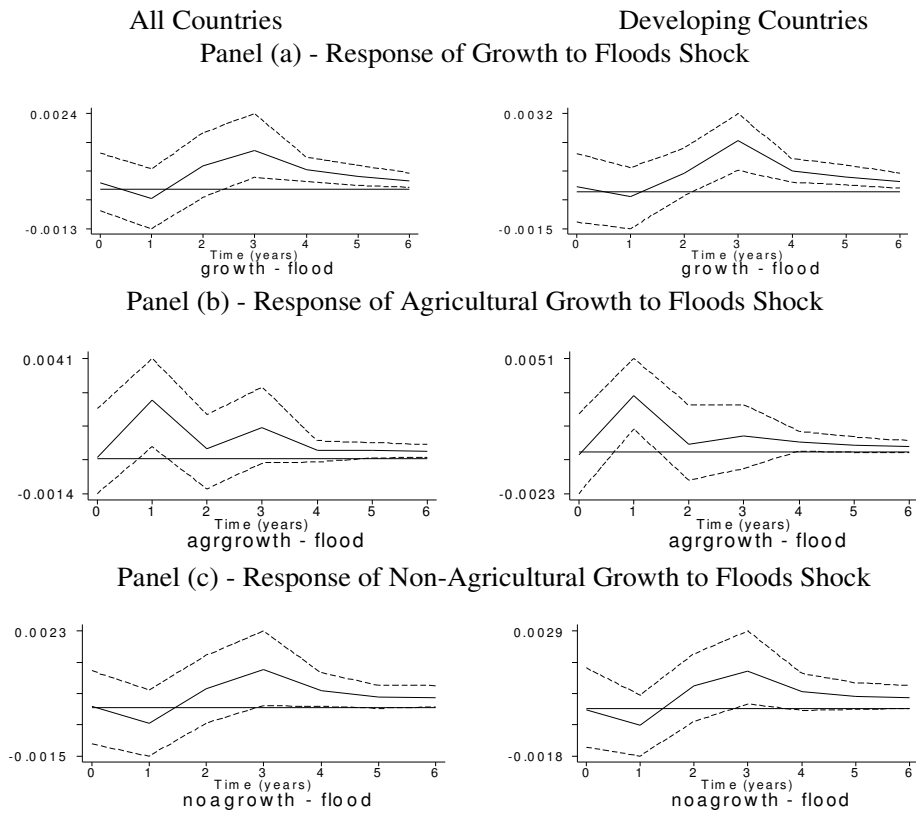 All Countries Developing Countries
Panel (a) - Response of Growth to Floods Shock
0.0024
-0.0013
0 1 2 3 4 5 6
Time (years)
growth - flood
0.0032
-0.0015
0 1 2 3 4 5 6
Time (years)
growth - flood
Panel (b) - Response of Agricultural Growth to Floods Shock
0.0041
-0.0014
0 1 2 3 4 5 6
Time (years)
agrgrowth - flood
0.0051
-0.0023
0 1 2 3 4 5 6
Time (years)
agrgrowth - flood
Panel (c) - Response of Non-Agricultural Growth to Floods Shock
0.0023
-0.0015
0 1 2 3 4 5 6
Time (years)
noagrowth - flood
0.0029
-0.0018
0 1 2 3 4 5 6
Time (years)
noagrowth - flood